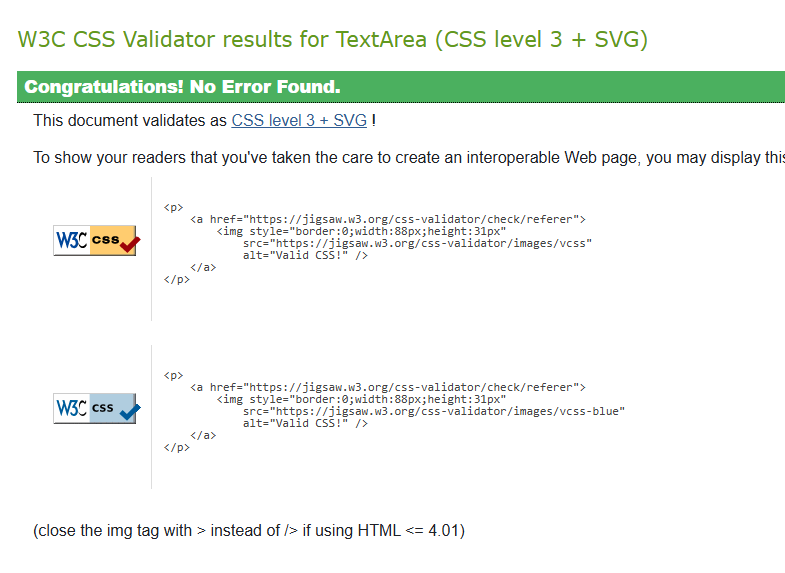 W3C CSS Validator results for TextArea (CSS level 3 + SVG)
Congratulations! No Error Found.
This document validates as CSS level 3 + SVG !
To show your readers that you've taken the care to create an interoperable Web page, you may display this
W3C css
<p>
<a href="https://jigsaw.w3.org/css-validator/check/referer">
<img style="border:0;width:88px;height:31px"
src="https://jigsaw.w3.org/css-validator/images/vcss"
alt="Valid CSS!" />
</a>
</p>
W3C css
<p>
<a href="https://jigsaw.w3.org/css-validator/check/referer">
<img style="border:0;width:88px;height:31px"
src="https://jigsaw.w3.org/css-validator/images/vcss-blue"
alt="Valid CSS!" />
</a>
</p>
(close the img tag with > instead of /> if using HTML <= 4.01)